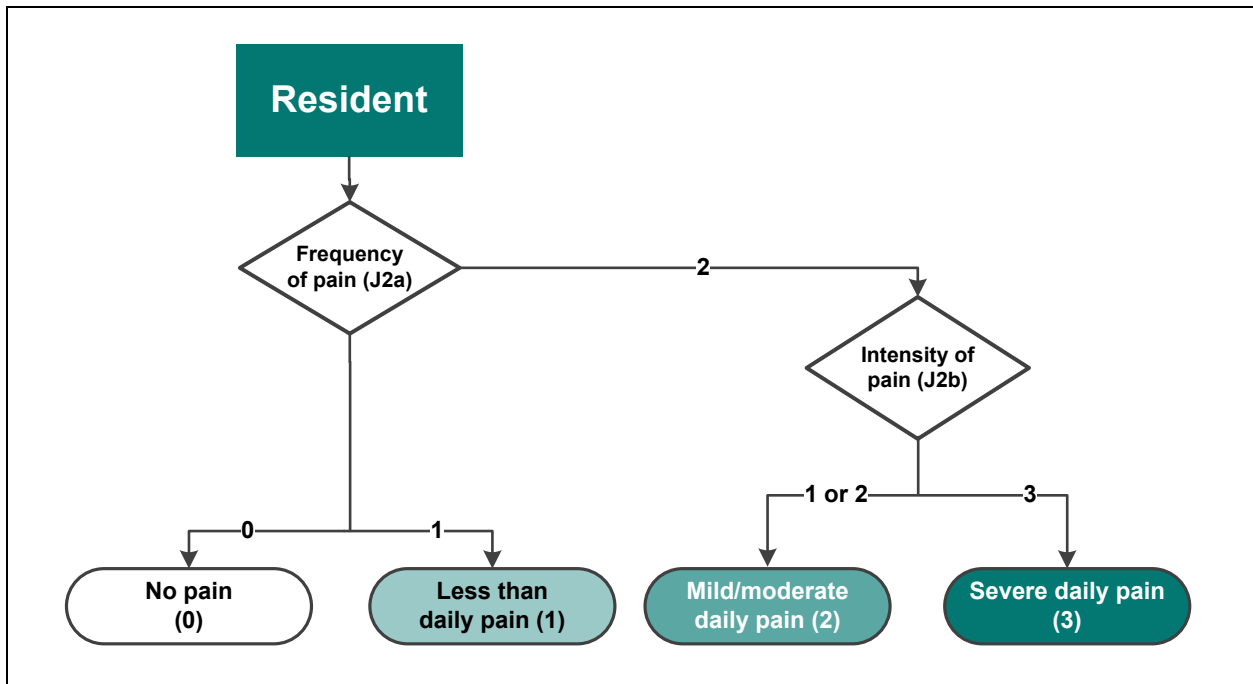 Resident
Frequency
of pain (J2a)
2
Intensity of
pain (J2b)
0
1
1 or 2
3
No pain
(0)
Less than
daily pain (1)
Mild/moderate
daily pain (2)
Severe daily pain
(3)